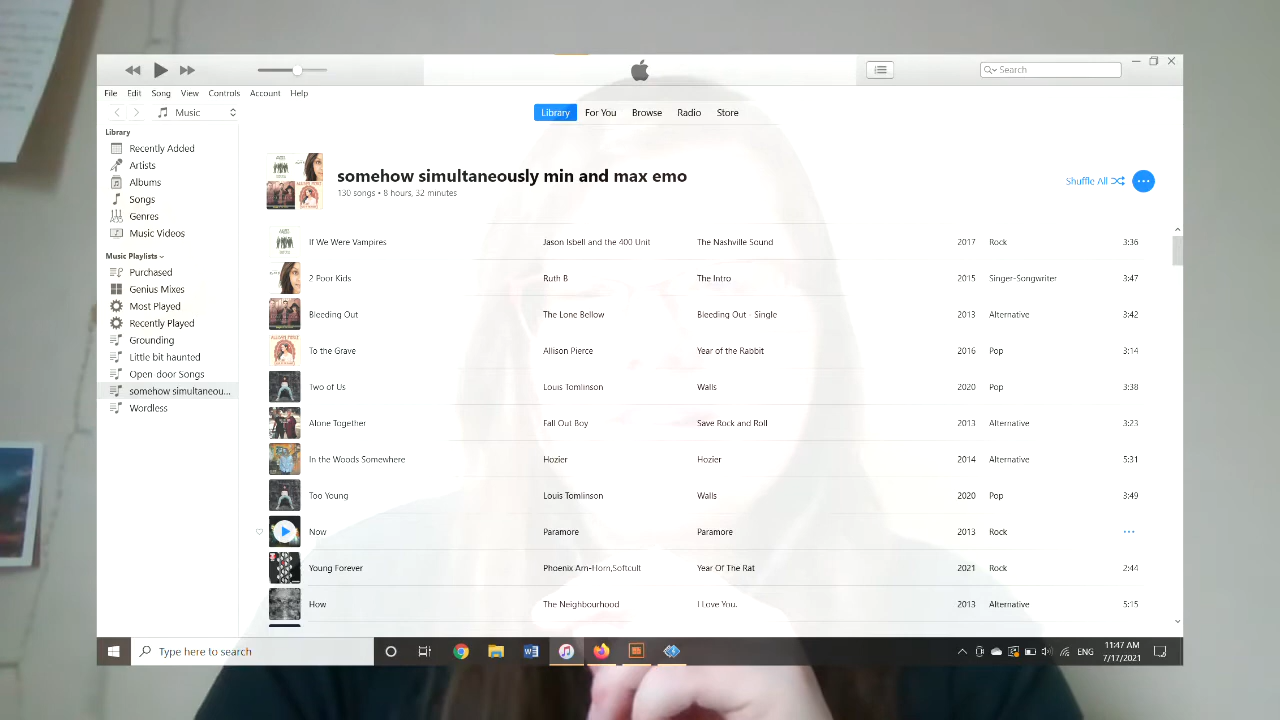 Search
File Edit Song View Controls Account Help
Music
Library For You Browse Radio Store
Library
Recently Added
Artists
Albums
Songs
Genres
Music Videos
Music Playlists
Purchased
Genius Mixes
Most Played
Recently Played
Grounding
Little bit haunted
Open-door Songs
somehow simultaneou...
Wordless
somehow simultaneously min and max emo
130 songs • 8 hours, 32 minutes
Shuffle All
If We Were Vampires Jason Isbell and the 400 Unit The Nashville Sound 2017 Rock 3:36
2 Poor Kids Ruth B The Intro 2015 Singer-Songwriter 3:47
Bleeding Out The Lone Bellow Bleeding Out - Single 2018 Alternative 3:42
To the Grave Allison Pierce Year of the Rabbit Pop 3:14
Two of Us Louis Tomlinson Walls 2020 Pop 3:38
Alone Together Fall Out Boy Save Rock and Roll 2013 Alternative 3:23
In the Woods Somewhere Hozier Hozier 2014 Alternative 5:31
Too Young Louis Tomlinson Walls 2020 Pop 3:49
Now Paramore Paramore 2013 Rock
Young Forever Phoenix Arn-Horn,Softcult Year Of The Rat 2021 Rock 2:44
How The Neighbourhood I Love You. 2013 Alternative 5:15
Type here to search
ENG
11:47 AM
7/17/2021